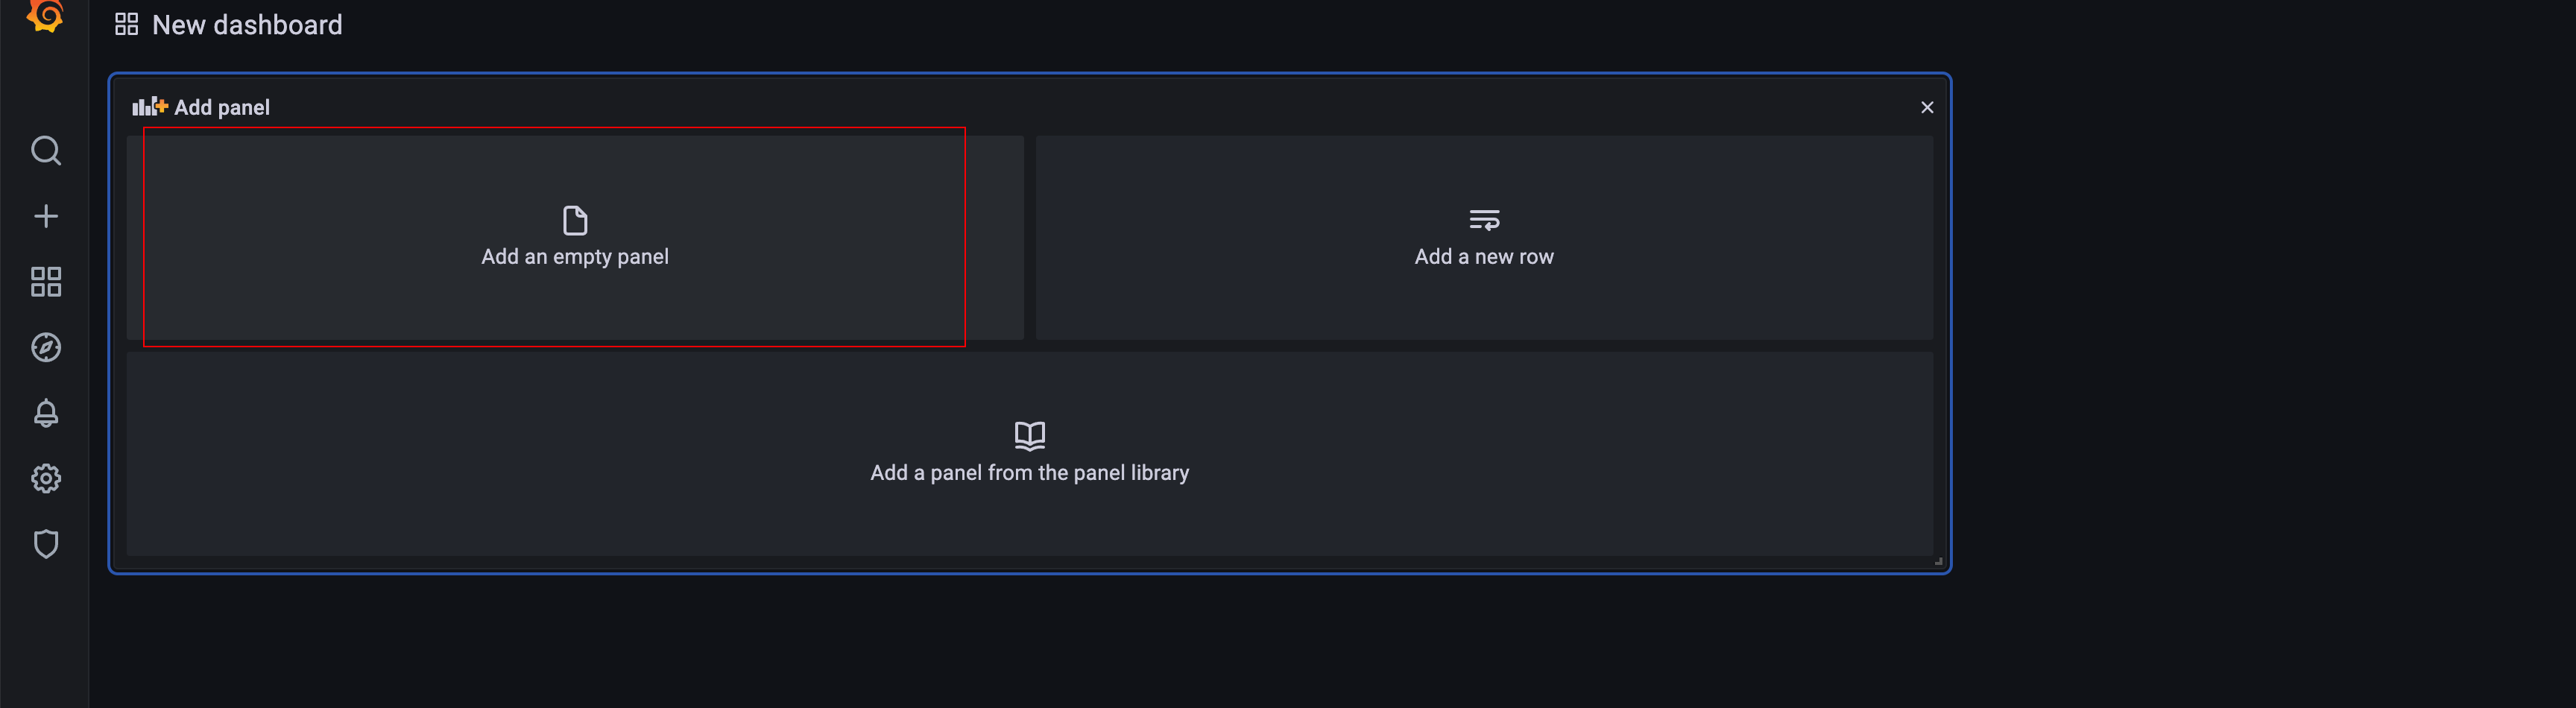 New dashboard
Add panel
Add an empty panel
Add a new row
Add a panel from the panel library